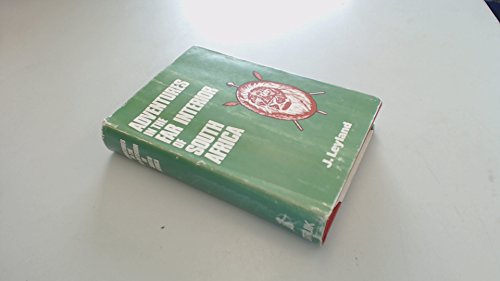 ADVENTURES
IN THE
FAR INTERIOR
OF
SOUTH
AFRICA
J. Leyland